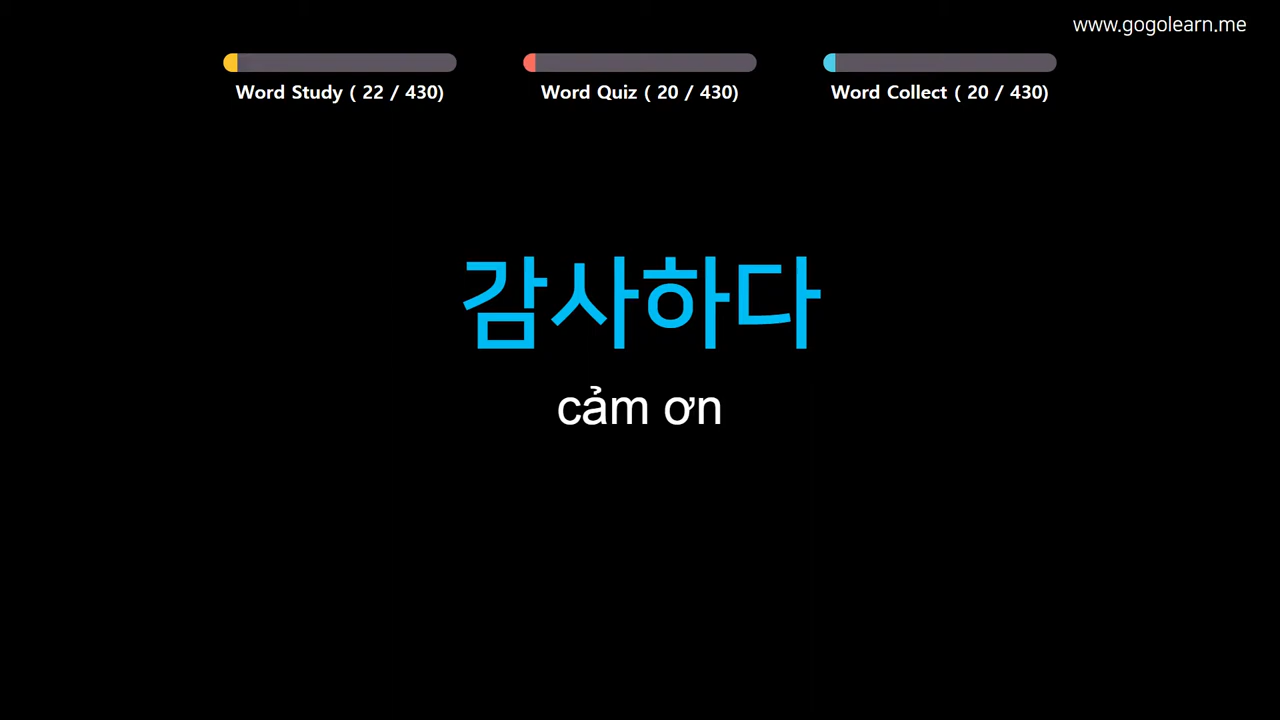 www.gogolearn.me
Word Study ( 22 / 430)
Word Quiz ( 20 / 430)
Word Collect ( 20 / 430)
감사하다
cảm ơn